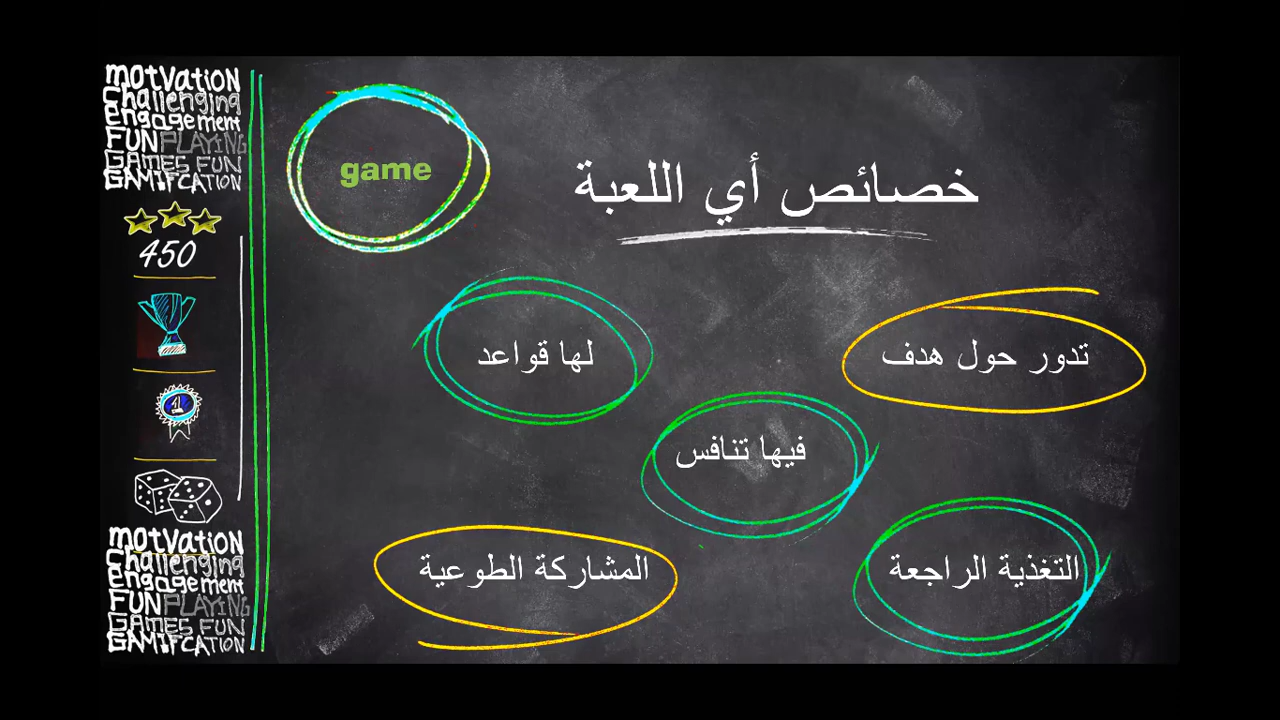 motvation
Challenging
Engagement
FUN PLAYING
GAMES FUN
GAMIFCATION
450
1
motvation
Challenging
Engagement
FUN PLAYING
GAMES FUN
GAMIFCATION
game
خصائص أي اللعبة
تدور حول هدف
لها قواعد
فيها تنافس
التغذية الراجعة
المشاركة الطوعية